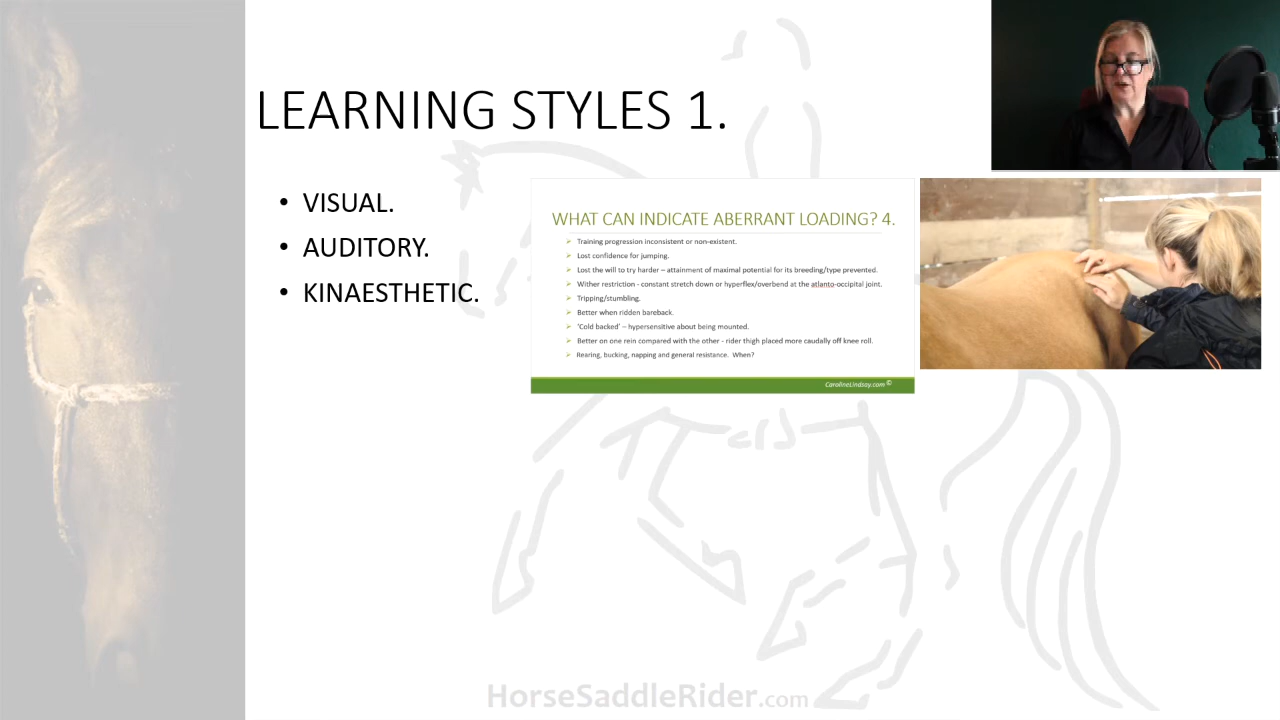 LEARNING STYLES 1.
• VISUAL.
• AUDITORY.
• KINAESTHETIC.
WHAT CAN INDICATE ABERRANT LOADING? 4.
➢ Training progression inconsistent or non-existent.
➢ Lost confidence for jumping.
➢ Lost the will to try harder – attainment of maximal potential for its breeding/type prevented.
➢ Wither restriction - constant stretch down or hyperflex/overbend at the atlanto-occipital joint.
➢ Tripping/stumbling.
➢ Better when ridden bareback.
➢ 'Cold backed' – hypersensitive about being mounted.
➢ Better on one rein compared with the other - rider thigh placed more caudally off knee roll.
➢ Rearing, bucking, napping and general resistance. When?
CarolineLindsay.com ©
HorseSaddleRider.com